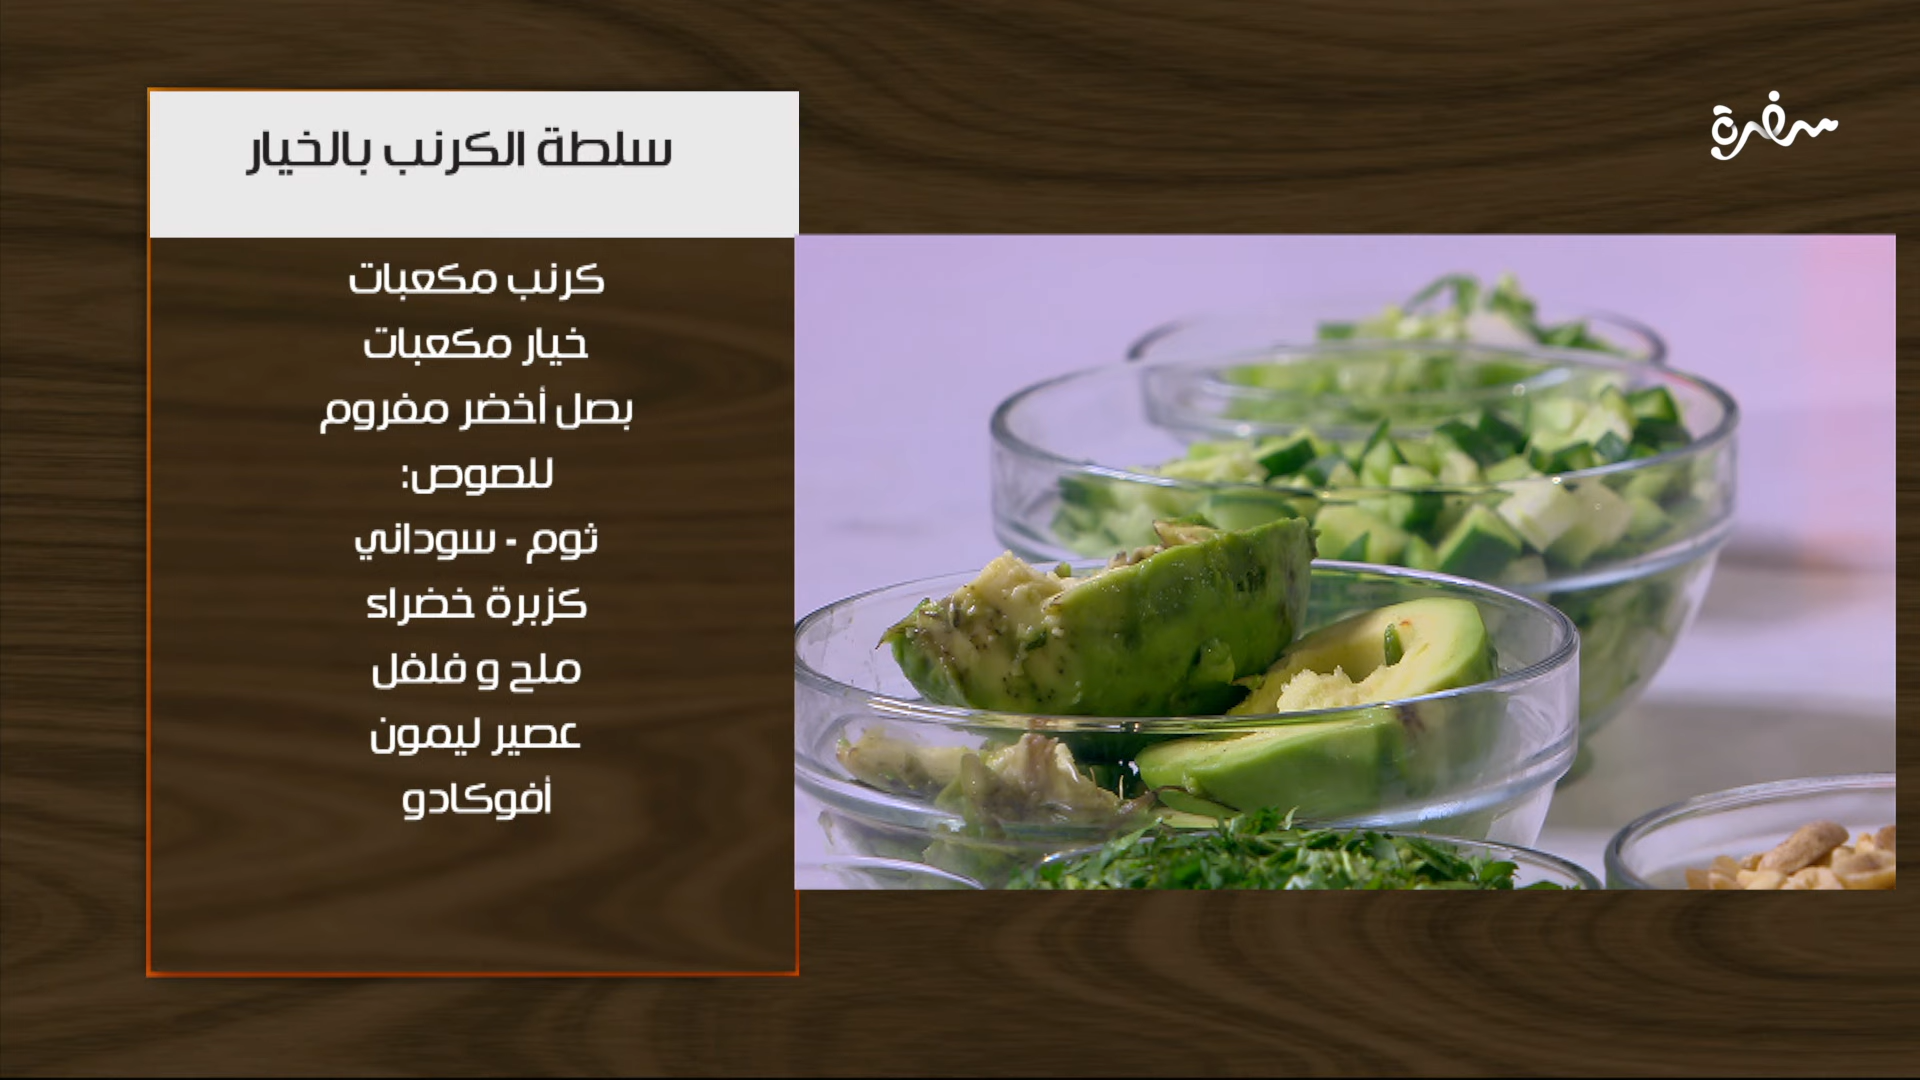 سفرة
سلطة الكرنب بالخيار
كرنب مكعبات
خيار مكعبات
بصل أخضر مفروم
للصوص:
ثوم - سوداني
كزبرة خضراء
ملح و فلفل
عصير ليمون
أفوكادو